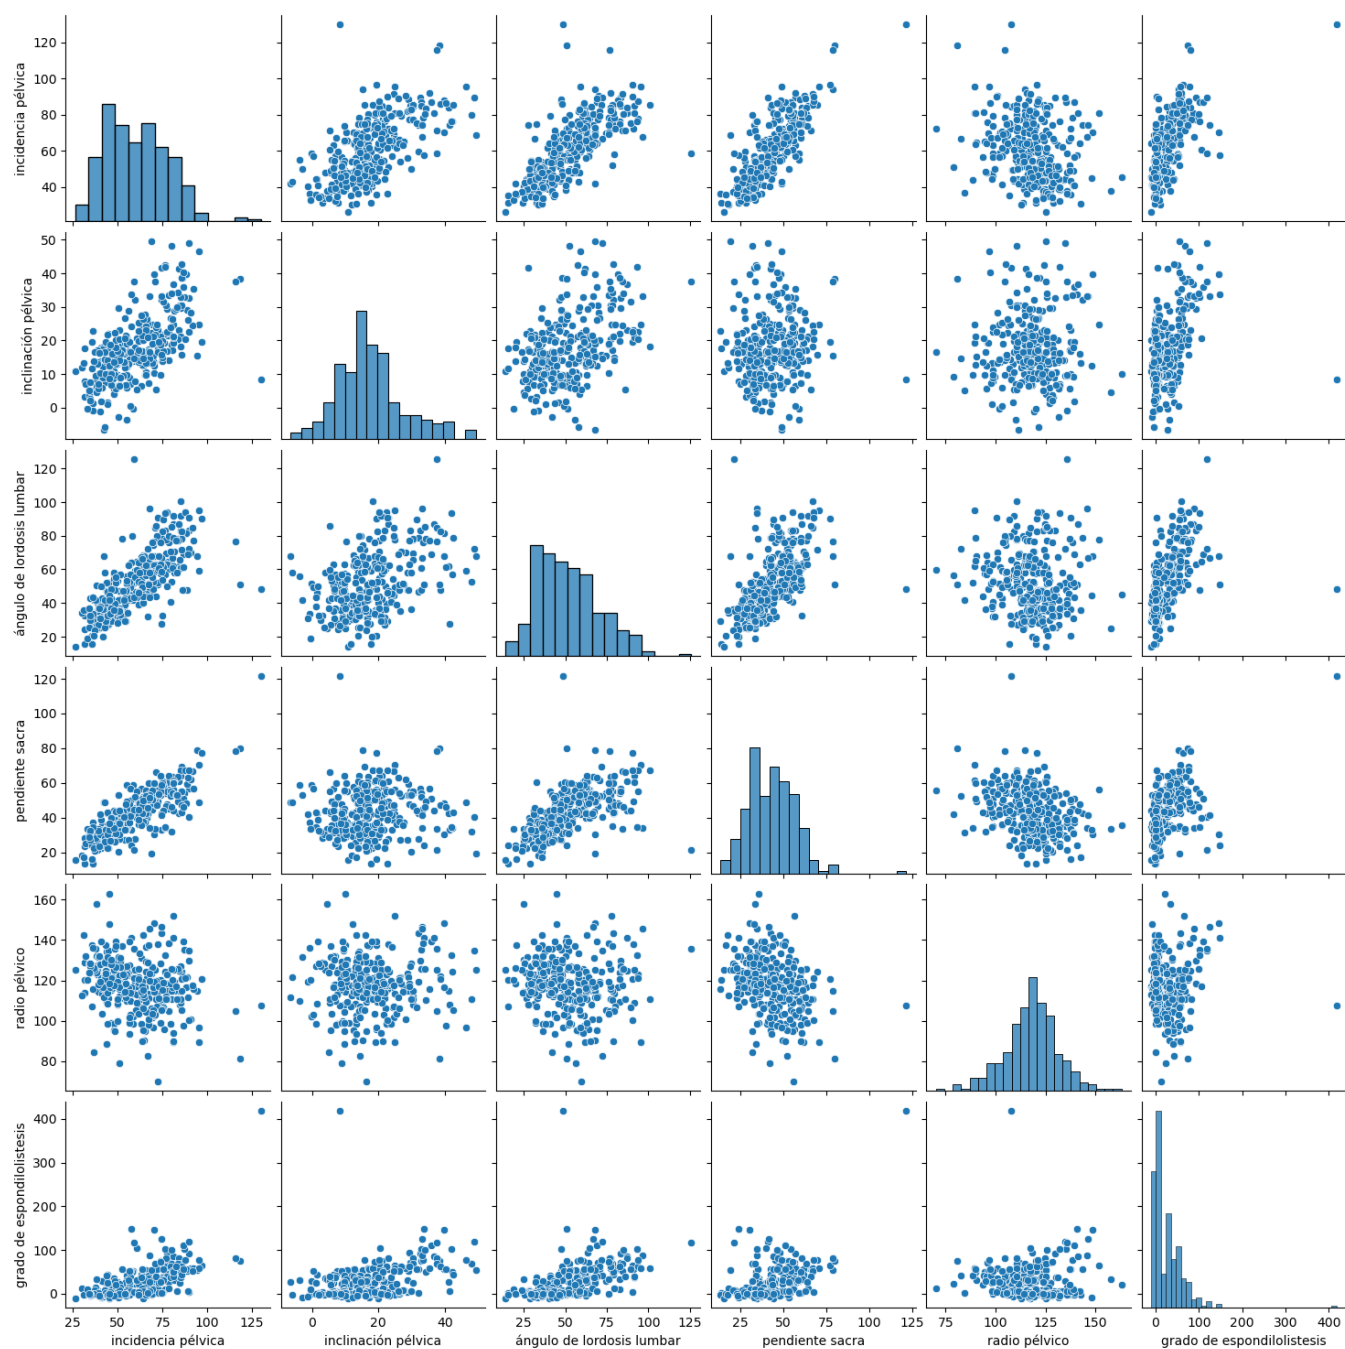 incidencia pélvica
120
100
80
60
40
inclinación pélvica
50
40
30
20
10
0
ángulo de lordosis lumbar
120
100
80
60
40
20
pendiente sacra
120
100
80
60
40
20
radio pélvico
160
140
120
100
80
grado de espondilolistesis
400
300
200
100
0
25 50 75 100 125
0 20 40
25 50 75 100 125
25 50 75 100 125
75 100 125 150
0 100 200 300 400
incidencia pélvica
inclinación pélvica
ángulo de lordosis lumbar
pendiente sacra
radio pélvico
grado de espondilolistesis